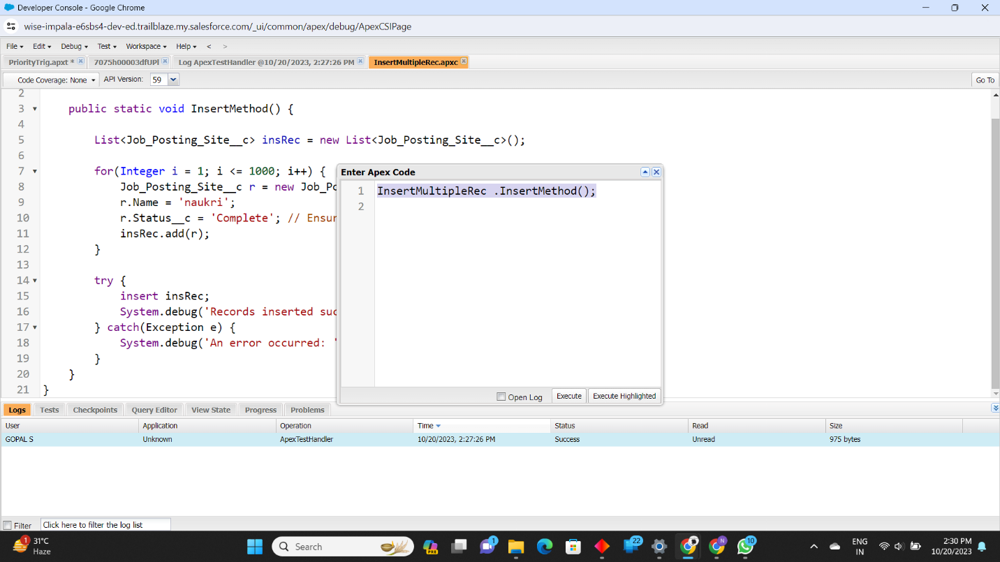 Developer Console - Google Chrome
wise-impala-e6sbs4-dev-ed.trailblaze.my.salesforce.com/_ui/common/apex/debug/ApexCSIPage
File Edit Debug Test Workspace Help < >
PriorityTrig.apxt * 7075h00003dfUPl Log ApexTestHandler @10/20/2023, 2:27:26 PM InsertMultipleRec.apxc
Code Coverage: None API Version: 59 Go To
2
3 public static void InsertMethod() {
4
5 List<Job_Posting_Site__c> insRec = new List<Job_Posting_Site__c>();
6
7 for(Integer i = 1; i <= 1000; i++) {
8 Job_Posting_Site__c r = new Job_Po
9 r.Name = 'naukri';
10 r.Status__c = 'Complete'; // Ensur
11 insRec.add(r);
12 }
13
14 try {
15 insert insRec;
16 System.debug('Records inserted suc
17 } catch(Exception e) {
18 System.debug('An error occurred: '
19 }
20 }
21 }
Enter Apex Code
1 InsertMultipleRec .InsertMethod();
2
Open Log Execute Execute Highlighted
Logs Tests Checkpoints Query Editor View State Progress Problems
User Application Operation Time Status Read Size
GOPAL S Unknown ApexTestHandler 10/20/2023, 2:27:26 PM Success Unread 975 bytes
Filter Click here to filter the log list
1 31°C
Haze
Search
PRE
1
22
N
10
ENG
IN
2:30 PM
10/20/2023